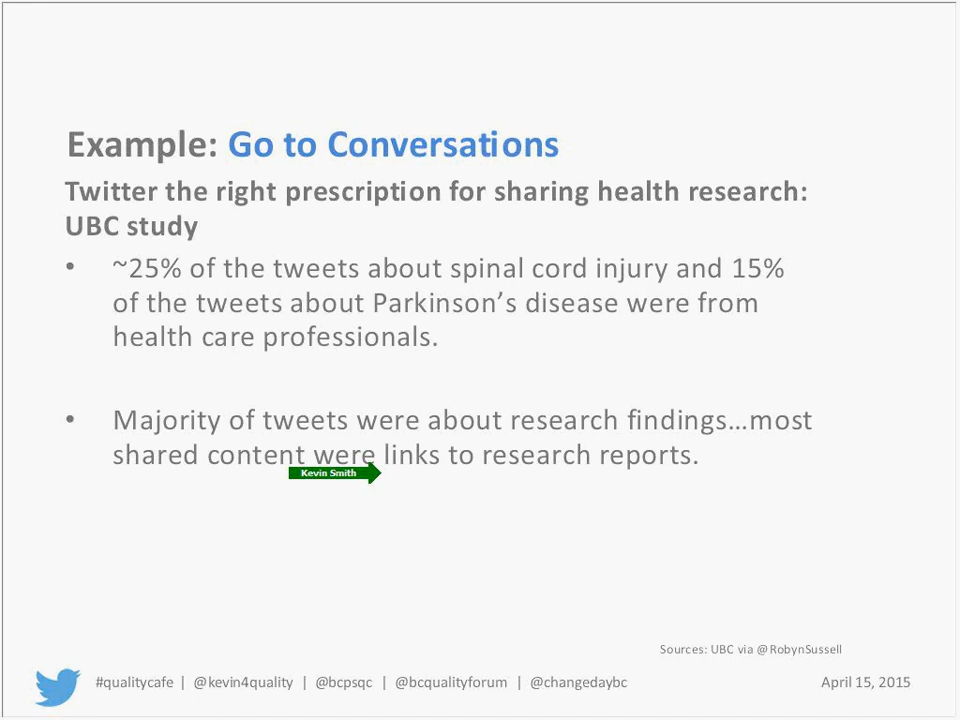 Example: Go to Conversations
Twitter the right prescription for sharing health research:
UBC study
• ~25% of the tweets about spinal cord injury and 15%
of the tweets about Parkinson’s disease were from
health care professionals.
• Majority of tweets were about research findings…most
shared content were links to research reports.
Kevin Smith
Sources: UBC via @RobynSussell
#qualitycafe | @kevin4quality | @bcpsqc | @bcqualityforum | @changedaybc
April 15, 2015